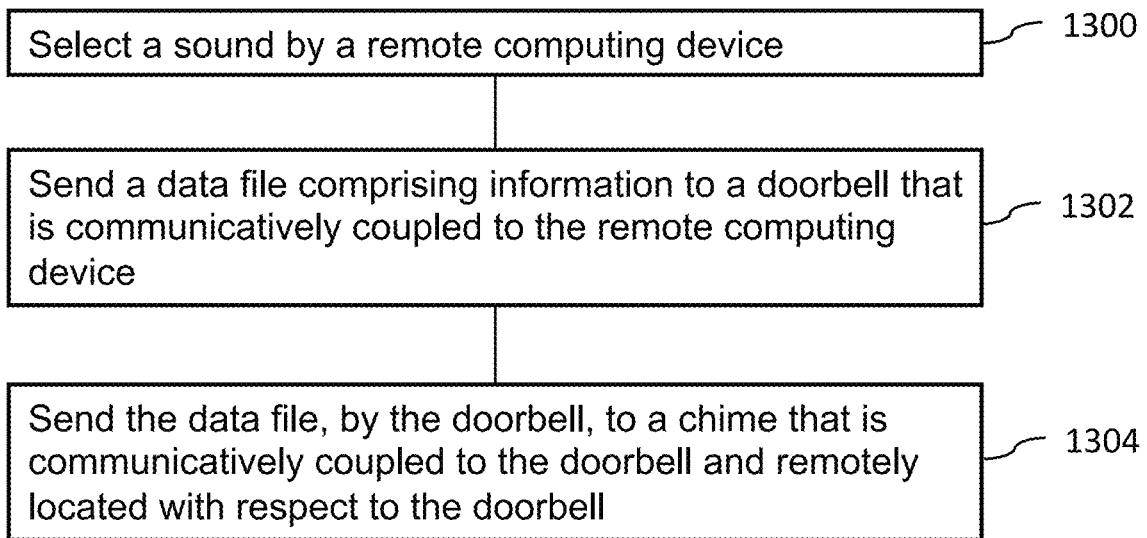 Select a sound by a remote computing device
1300
Send a data file comprising information to a doorbell that
is communicatively coupled to the remote computing
device
1302
Send the data file, by the doorbell, to a chime that is
communicatively coupled to the doorbell and remotely
located with respect to the doorbell
1304